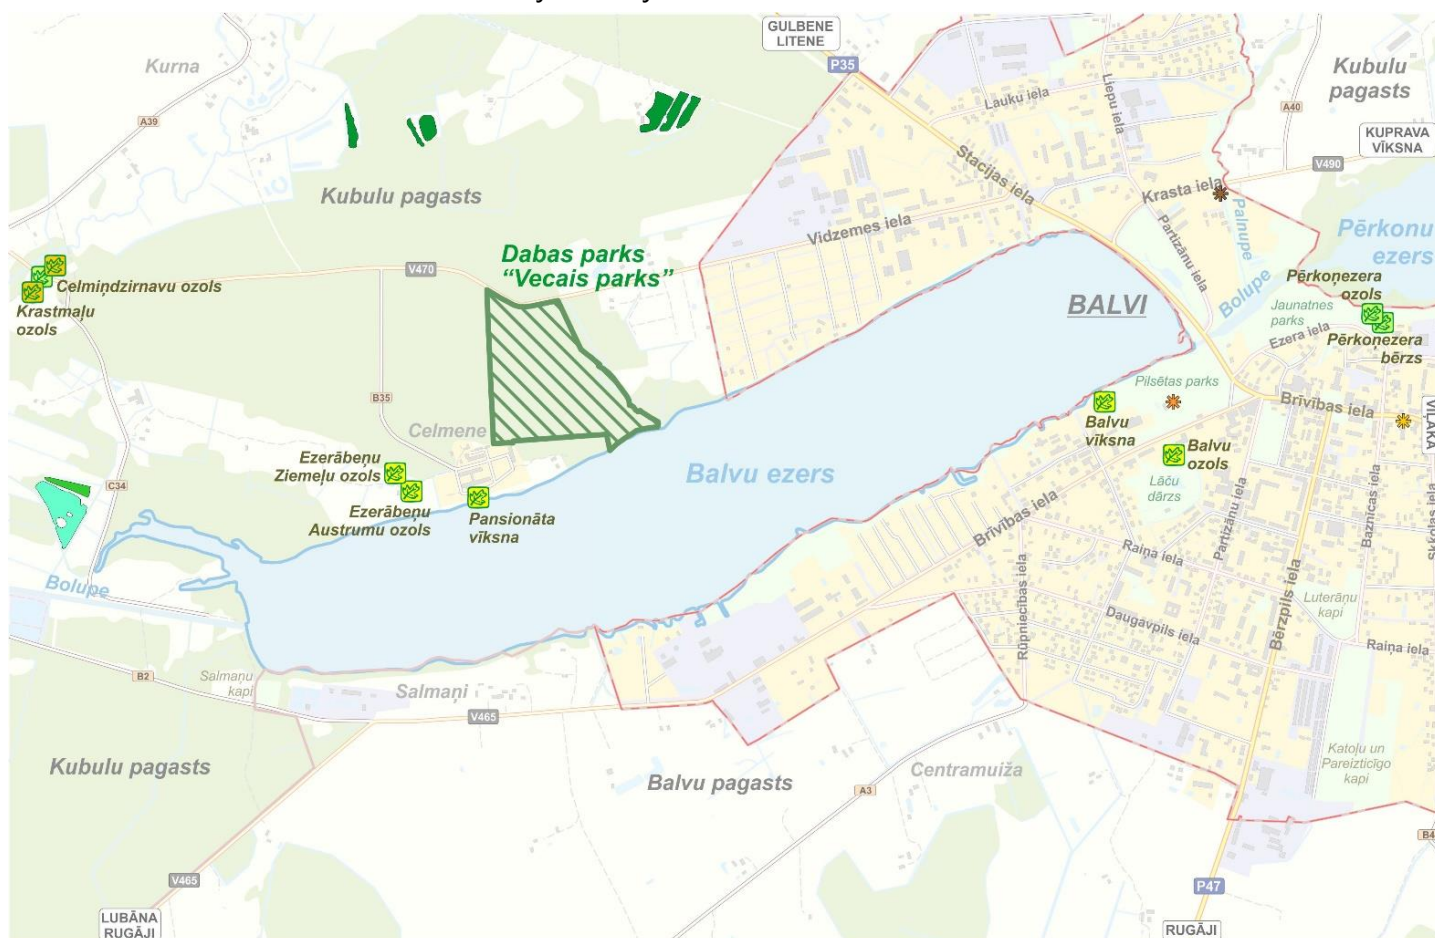 GULBENE
LITENE
P35
Kurna
Kubulu
pagasts
Lauku iela
Liepu iela
A40
A39
KUPRAVA
VĪKSNA
V490
Stacijas iela
Krasta iela
Kubulu pagasts
Palnupe
Partizānu iela
Vidzemes iela
Pērkonu
ezers
Dabas parks
“Vecais parks”
V470
Celmiņdzirnavu ozols
Krastmaļu
ozols
Bolupe
Pērkoņezera
ozols
BALVI
Jaunatnes
parks
Ezera iela
Pērkoņezera
bērzs
Pilsētas parks
B35
Brīvības iela
VIĻAKA
Celmene
Balvu
vīksna
Balvu
ozols
Ezerābeņu
Ziemeļu ozols
Balvu ezers
Lāču
dārzs
C34
Ezerābeņu
Austrumu ozols
Pansionāta
vīksna
Brīvības iela
Partizānu iela
Baznīcas iela
Raiņa iela
Bolupe
Rūpniecības iela
Daugavpils iela
Bērzpils iela
Luterāņu
kapi
Raiņa iela
B2
Salmaņu
kapi
Salmaņi
V465
Kubulu pagasts
Balvu pagasts
Centramuiža
Katoļu un
Pareizticīgo
kapi
A3
B4
V465
P47
LUBĀNA
RUGĀJI
RUGĀJI